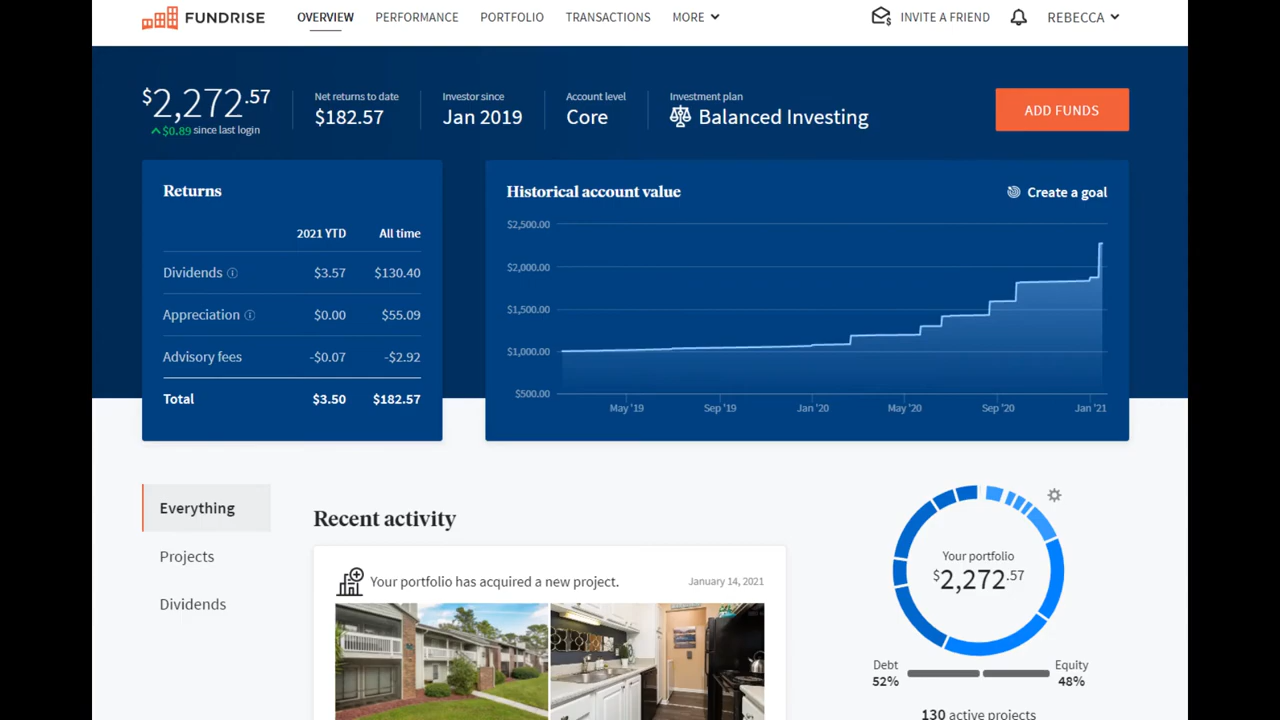 FUNDRISE OVERVIEW PERFORMANCE PORTFOLIO TRANSACTIONS MORE INVITE A FRIEND REBECCA
$2,272.57
$0.89 since last login
Net returns to date
$182.57
Investor since
Jan 2019
Account level
Core
Investment plan
Balanced Investing
ADD FUNDS
Returns
2021 YTD All time
Dividends $3.57 $130.40
Appreciation $0.00 $55.09
Advisory fees -$0.07 -$2.92
Total $3.50 $182.57
Historical account value
Create a goal
$2,500.00
$2,000.00
$1,500.00
$1,000.00
$500.00
May '19 Sep '19 Jan '20 May '20 Sep '20 Jan '21
Everything
Projects
Dividends
Recent activity
Your portfolio has acquired a new project. January 14, 2021
Your portfolio
$2,272.57
Debt
52%
Equity
48%
130 active projects